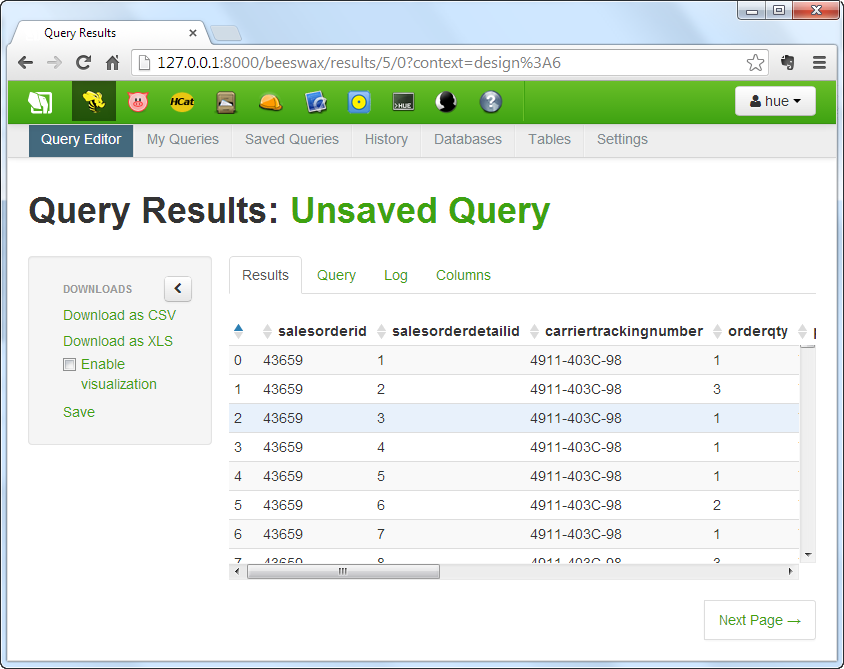 Query Results
127.0.0.1:8000/beeswax/results/5/0?context=design%3A6
HCat
HUE
hue
Query Editor My Queries Saved Queries History Databases Tables Settings
Query Results: Unsaved Query
DOWNLOADS
Download as CSV
Download as XLS
Enable
visualization
Save
Results Query Log Columns
salesorderid salesorderdetailid carriertrackingnumber orderqty
0 43659 1 4911-403C-98 1
1 43659 2 4911-403C-98 3
2 43659 3 4911-403C-98 1
3 43659 4 4911-403C-98 1
4 43659 5 4911-403C-98 1
5 43659 6 4911-403C-98 2
6 43659 7 4911-403C-98 1
7 43659 8 4911-403C-98 3
Next Page →